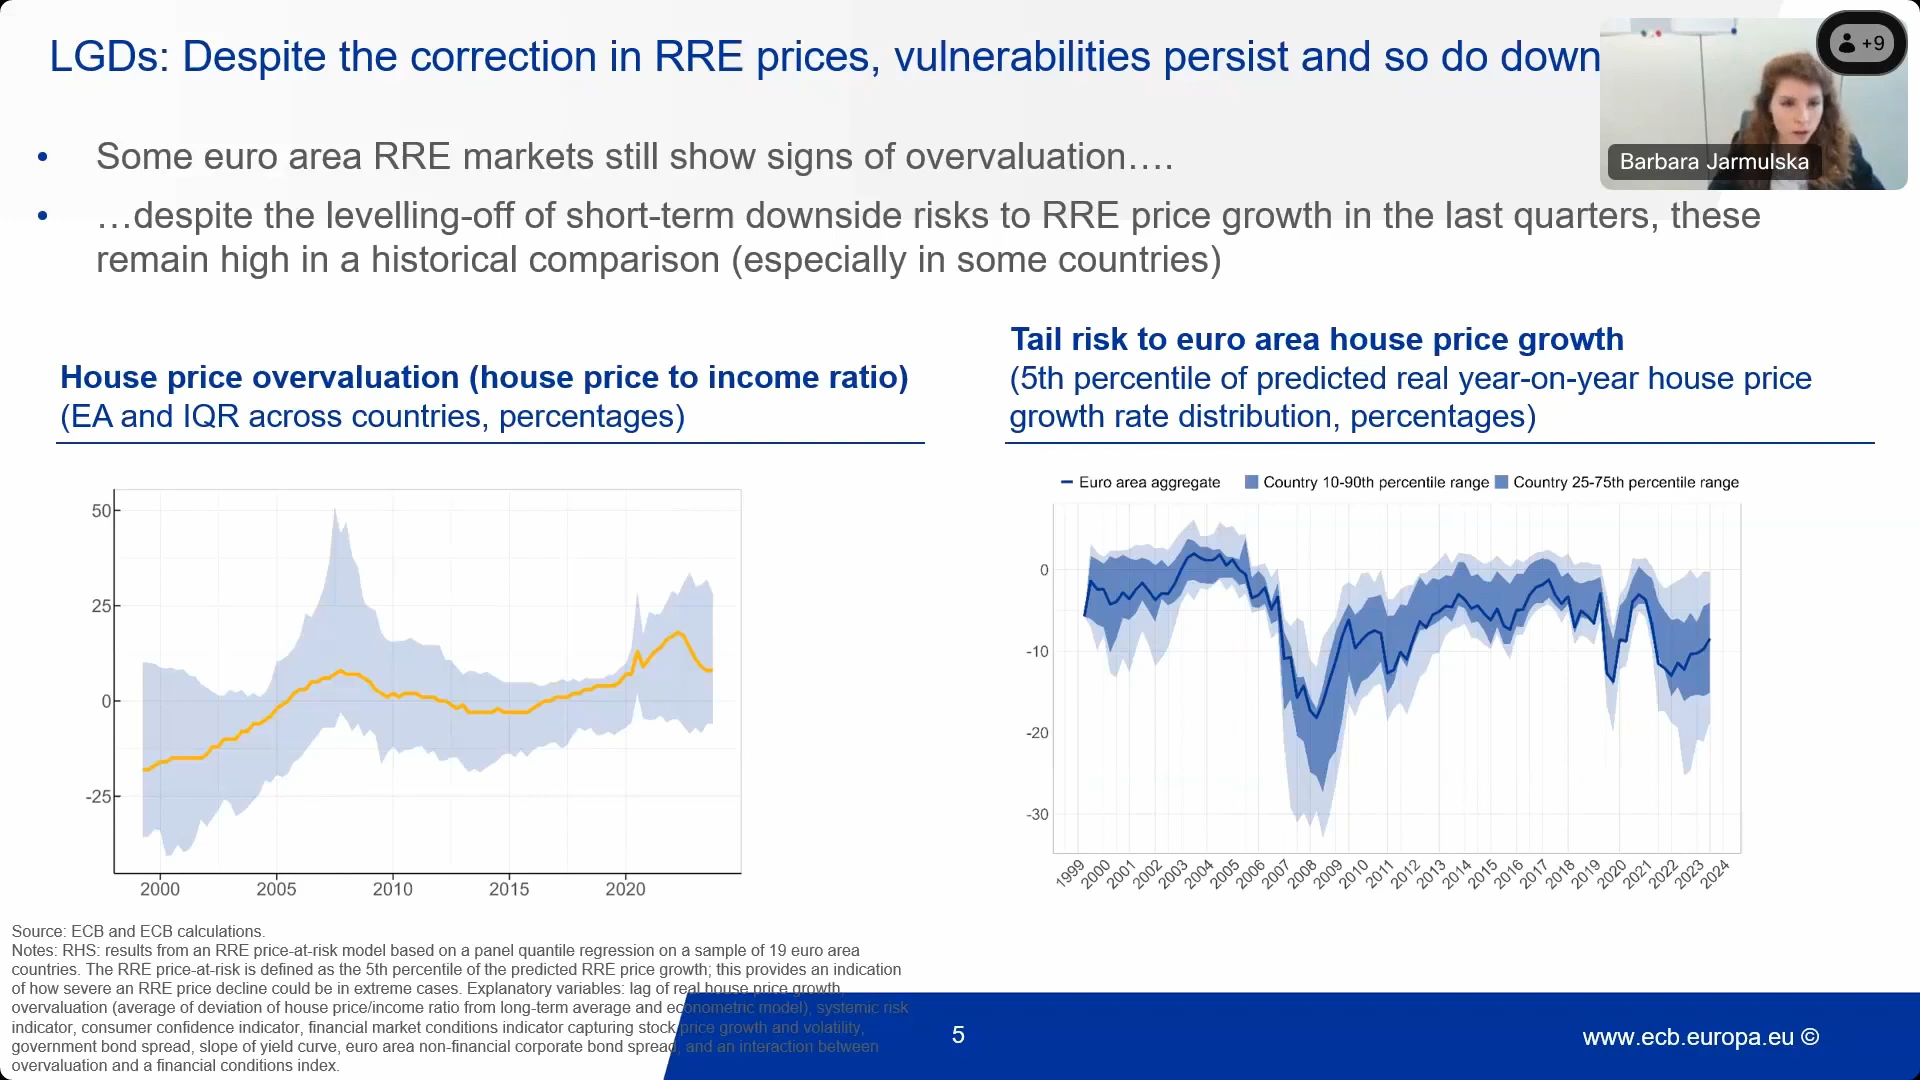 LGDs: Despite the correction in RRE prices, vulnerabilities persist and so do down
+9
Barbara Jarmulska
• Some euro area RRE markets still show signs of overvaluation….
• …despite the levelling-off of short-term downside risks to RRE price growth in the last quarters, these
remain high in a historical comparison (especially in some countries)
House price overvaluation (house price to income ratio)
(EA and IQR across countries, percentages)
50
25
0
-25
2000 2005 2010 2015 2020
Tail risk to euro area house price growth
(5th percentile of predicted real year-on-year house price
growth rate distribution, percentages)
Euro area aggregate Country 10-90th percentile range Country 25-75th percentile range
0
-10
-20
-30
1999 2000 2001 2002 2003 2004 2005 2006 2007 2008 2009 2010 2011 2012 2013 2014 2015 2016 2017 2018 2019 2020 2021 2022 2023 2024
Source: ECB and ECB calculations.
Notes: RHS: results from an RRE price-at-risk model based on a panel quantile regression on a sample of 19 euro area
countries. The RRE price-at-risk is defined as the 5th percentile of the predicted RRE price growth; this provides an indication
of how severe an RRE price decline could be in extreme cases. Explanatory variables: lag of real house price growth,
overvaluation (average of deviation of house price/income ratio from long-term average and econometric model), systemic risk
indicator, consumer confidence indicator, financial market conditions indicator capturing stock price growth and volatility,
government bond spread, slope of yield curve, euro area non-financial corporate bond spread, and an interaction between
overvaluation and a financial conditions index.
5
www.ecb.europa.eu ©